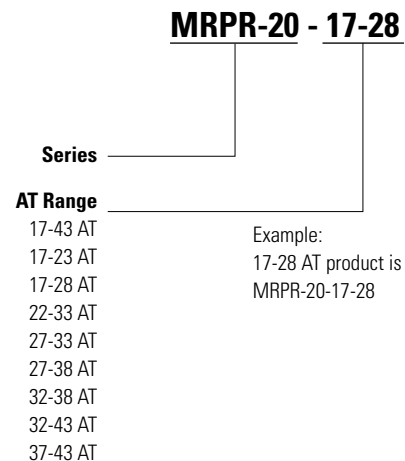 MRPR-20 - 17-28
Series
AT Range
17-43 AT
17-23 AT
17-28 AT
22-33 AT
27-33 AT
27-38 AT
32-38 AT
32-43 AT
37-43 AT
Example:
17-28 AT product is
MRPR-20-17-28